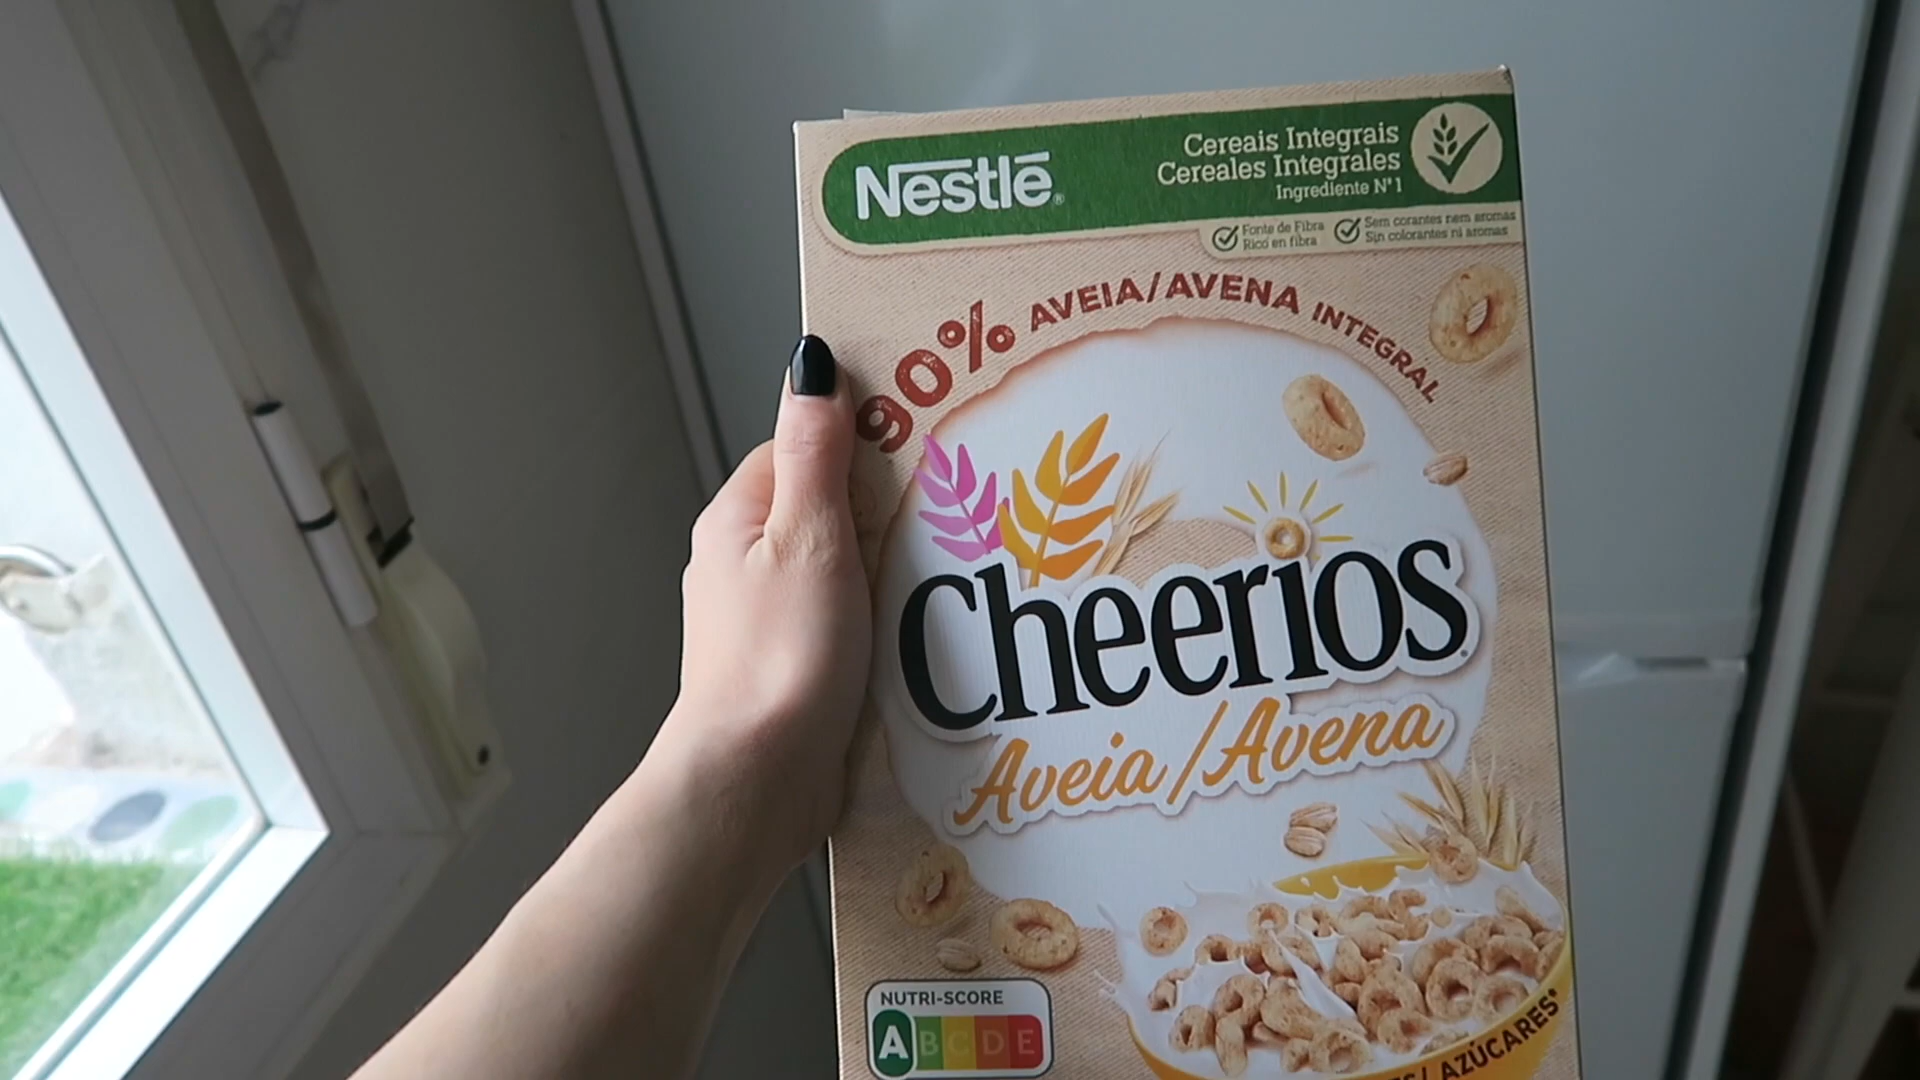 Nestlé
Cereais Integrais
Cereales Integrales
Ingrediente Nº1
Fonte de Fibra
Rico en fibra
Sem corantes nem aromas
Sin colorantes ni aromas
90% AVEIA/AVENA INTEGRAL
Cheerios
Aveia/Avena
NUTRI-SCORE
A B C D E
AZÚCARES*